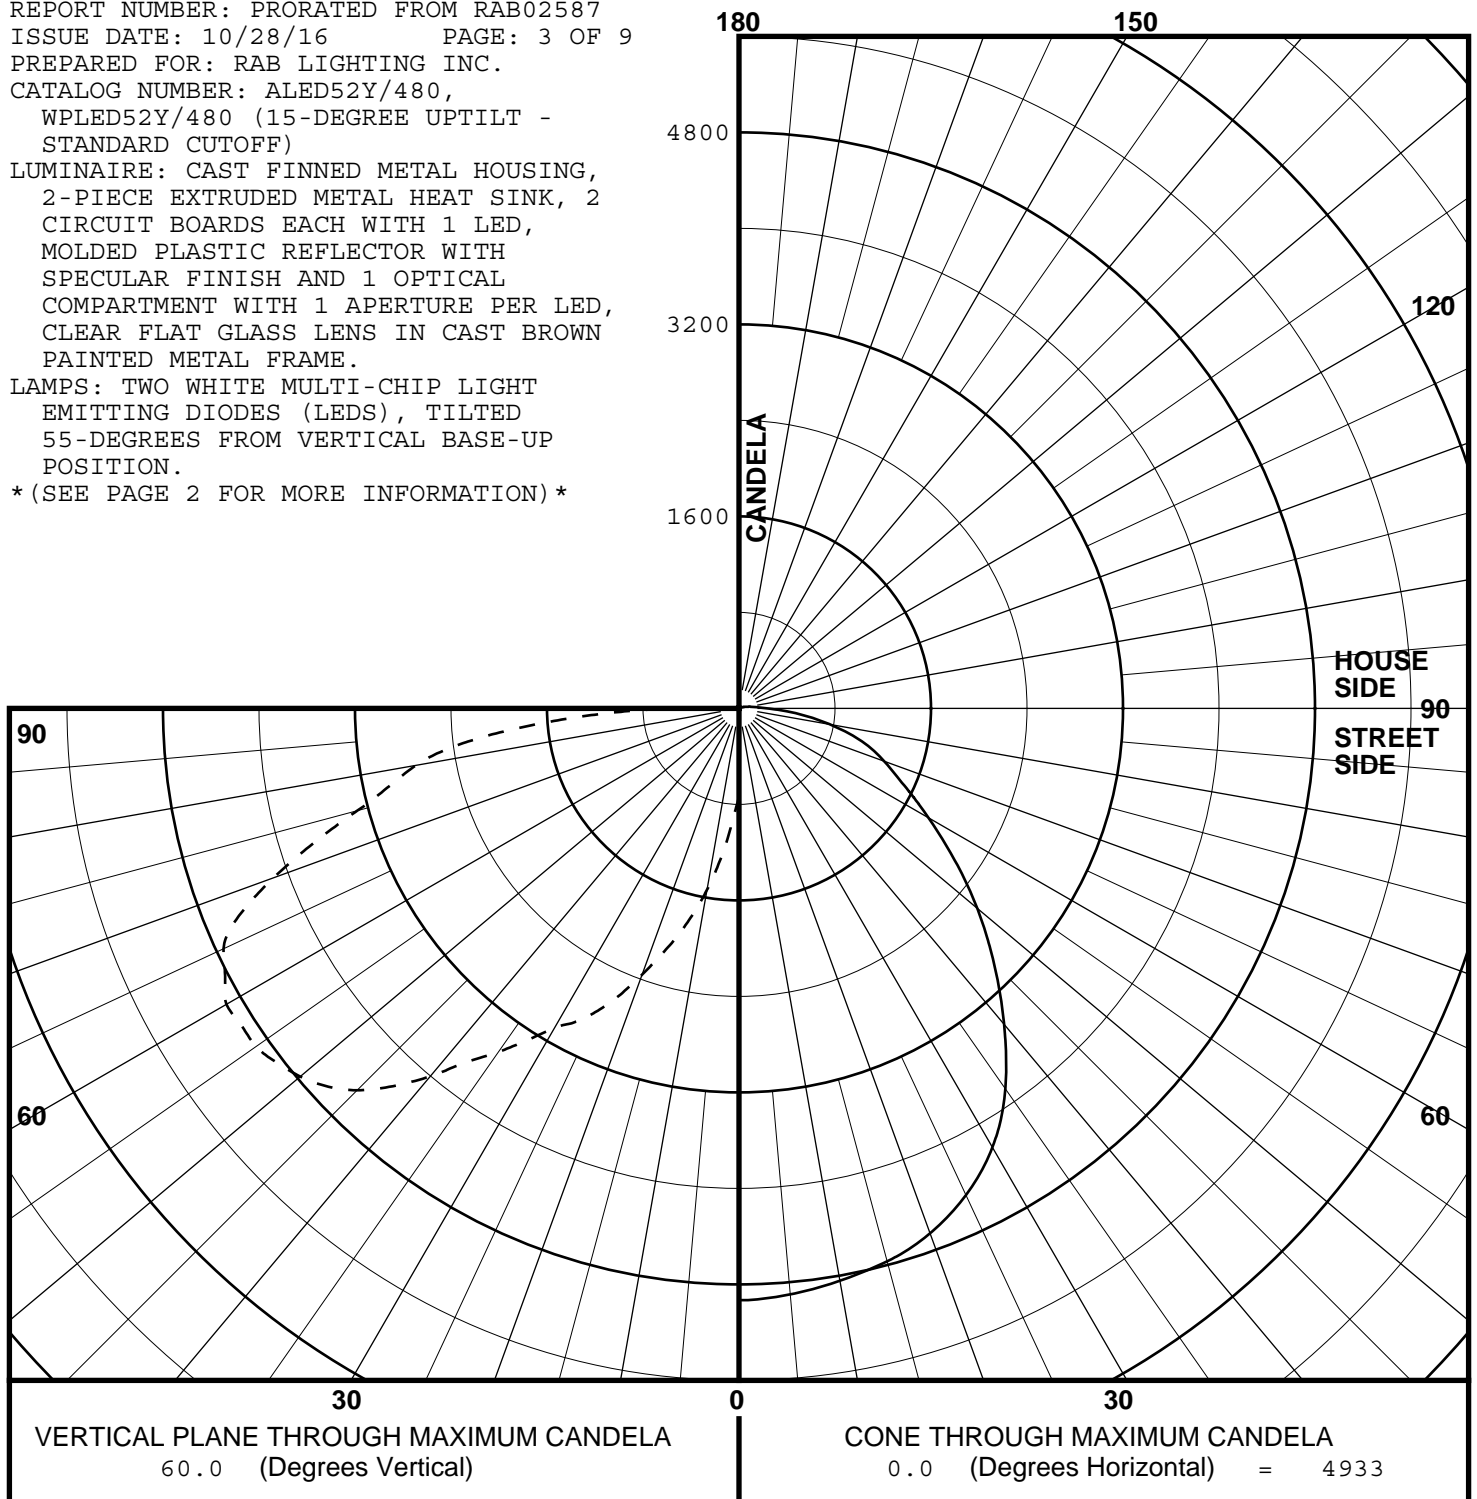 REPORT NUMBER: PRORATED FROM RAB02587
ISSUE DATE: 10/28/16 PAGE: 3 OF 9
PREPARED FOR: RAB LIGHTING INC.
CATALOG NUMBER: ALED52Y/480,
WPLED52Y/480 (15-DEGREE UPTILT -
STANDARD CUTOFF)
LUMINAIRE: CAST FINNED METAL HOUSING,
2-PIECE EXTRUDED METAL HEAT SINK, 2
CIRCUIT BOARDS EACH WITH 1 LED,
MOLDED PLASTIC REFLECTOR WITH
SPECULAR FINISH AND 1 OPTICAL
COMPARTMENT WITH 1 APERTURE PER LED,
CLEAR FLAT GLASS LENS IN CAST BROWN
PAINTED METAL FRAME.
LAMPS: TWO WHITE MULTI-CHIP LIGHT
EMITTING DIODES (LEDS), TILTED
55-DEGREES FROM VERTICAL BASE-UP
POSITION.
*(SEE PAGE 2 FOR MORE INFORMATION)*
180 150
4800
120
3200
CANDELA
1600
HOUSE
SIDE
90 90
STREET
SIDE
60 60
30 0 30
VERTICAL PLANE THROUGH MAXIMUM CANDELA
60.0 (Degrees Vertical)
CONE THROUGH MAXIMUM CANDELA
0.0 (Degrees Horizontal) = 4933